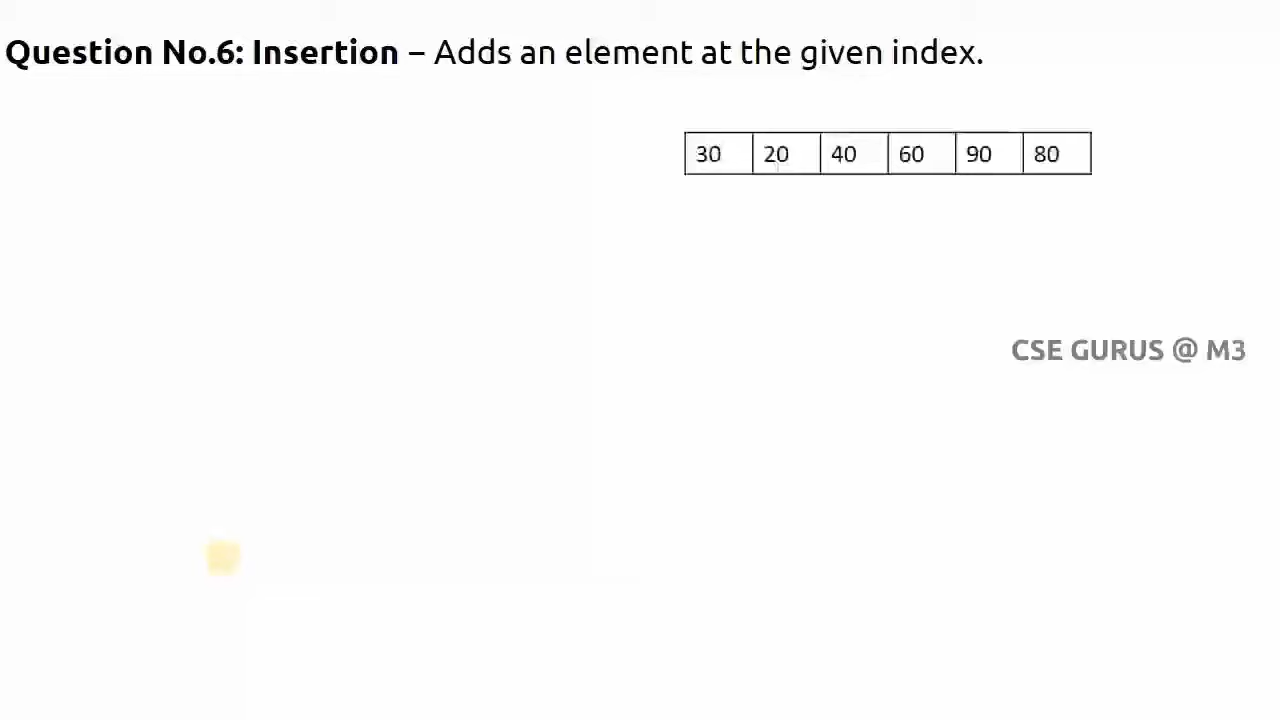 Question No.6: Insertion – Adds an element at the given index.
30 20 40 60 90 80
CSE GURUS @ M3